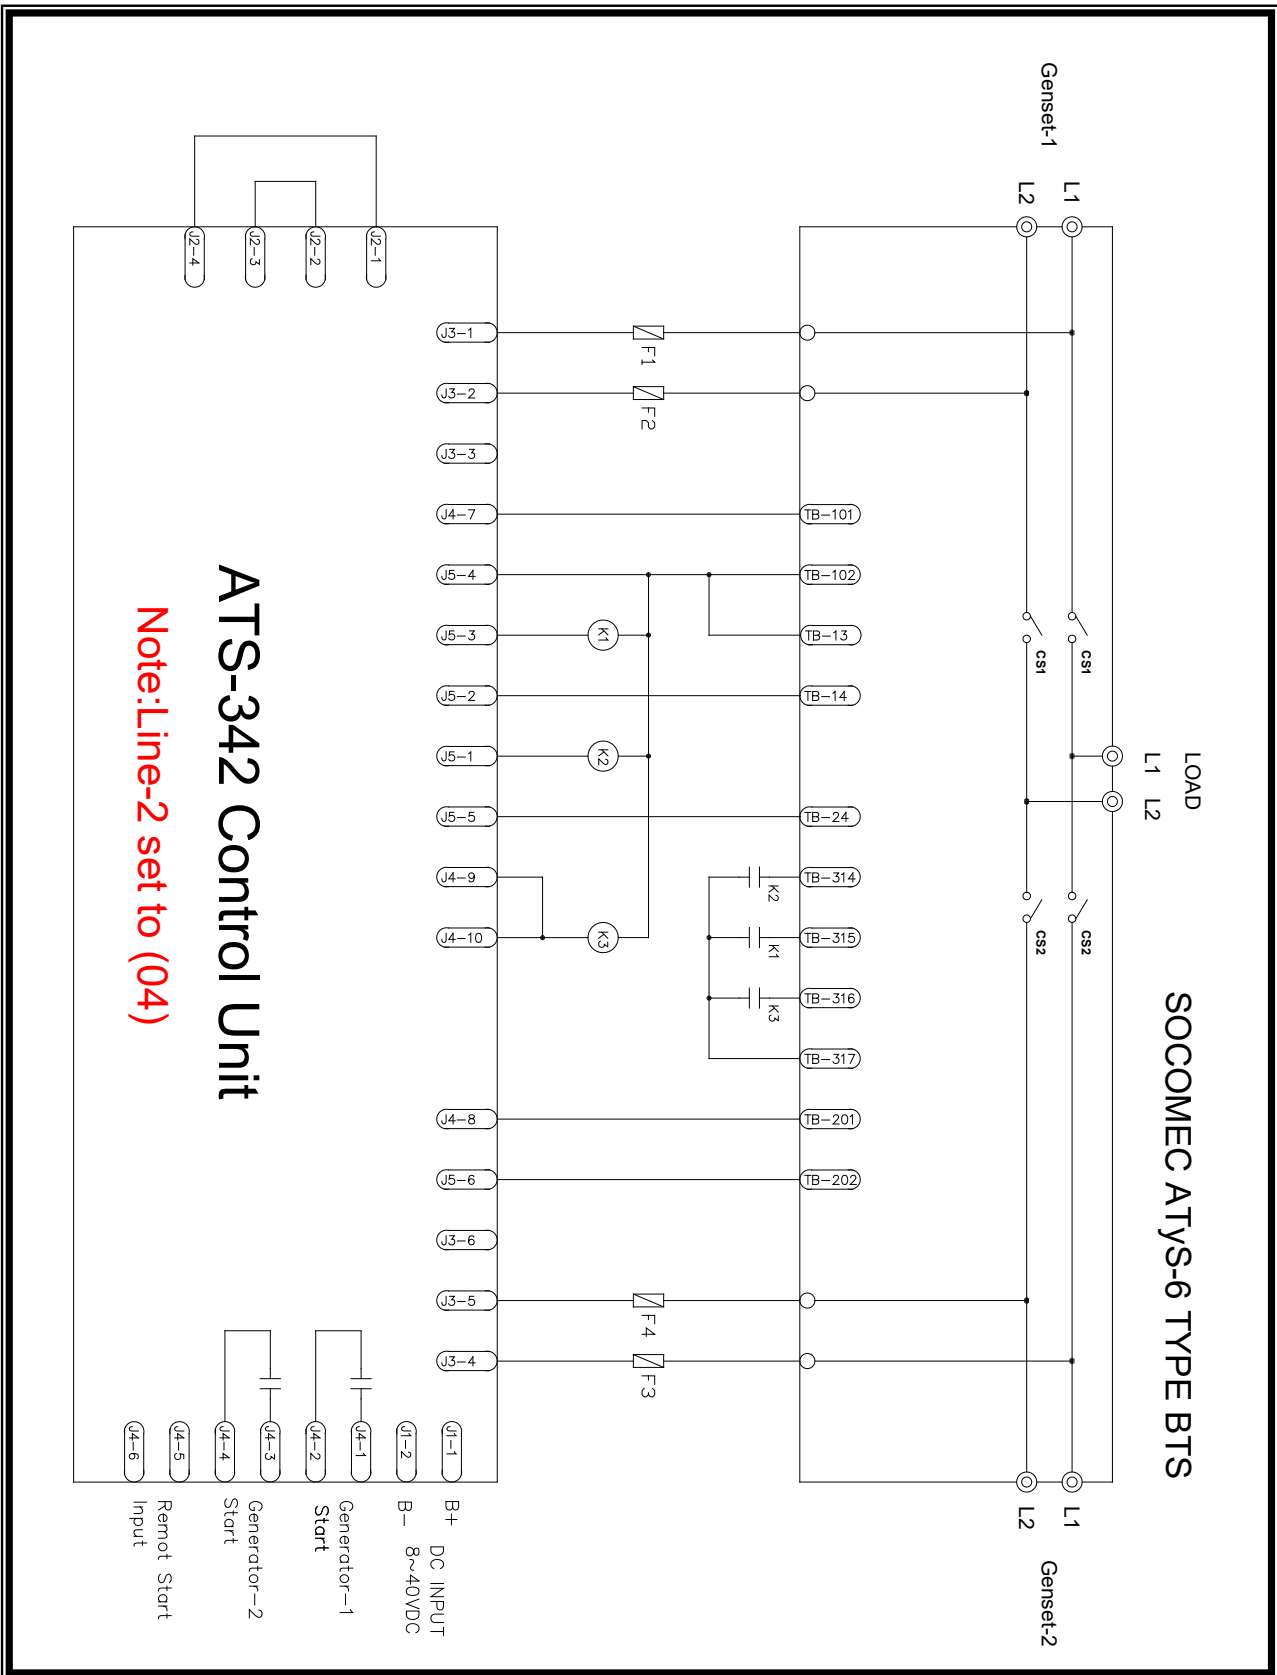 SOCOMEC ATyS-6 TYPE BTS
Genset-1
LOAD
Genset-2
L1
L2
L1 L2
L1
L2
CS1
CS1
CS2
CS2
TB-101
TB-102
TB-13
TB-14
TB-24
TB-314
TB-315
TB-316
TB-317
TB-201
TB-202
K2
K1
K3
F1
F2
F4
F3
K1
K2
K3
J3-1
J3-2
J3-3
J4-7
J5-4
J5-3
J5-2
J5-1
J5-5
J4-9
J4-10
J4-8
J5-6
J3-6
J3-5
J3-4
J2-1
J2-2
J2-3
J2-4
ATS-342 Control Unit
Note:Line-2 set to (04)
J1-1
B+
DC INPUT
J1-2
B-
8~40VDC
J4-1
J4-2
Generator-1
Start
J4-3
J4-4
Generator-2
Start
J4-5
J4-6
Remot Start
Input